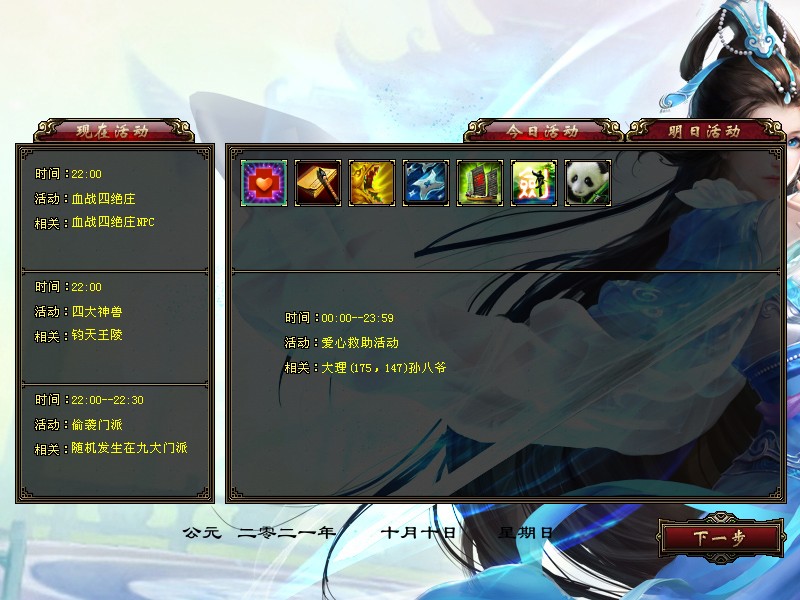 现在活动
时间：22:00
活动：血战四绝庄
相关：血战四绝庄NPC
时间：22:00
活动：四大神兽
相关：钧天王陵
时间：22:00--22:30
活动：偷袭门派
相关：随机发生在九大门派
今日活动
明日活动
时间：00:00--23:59
活动：爱心救助活动
相关：大理(175，147)孙八爷
公元 二零二一年 十月十日 星期日
下一步